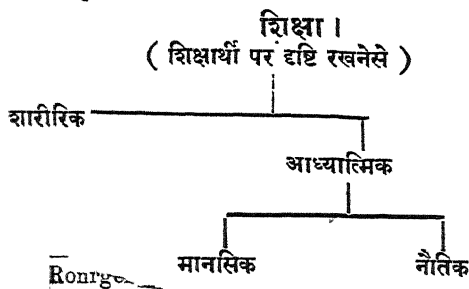 शिक्षा ।
( शिक्षार्थी पर दृष्टि रखनेसे )
शारीरिक
आध्यात्मिक
मानसिक
नैतिक